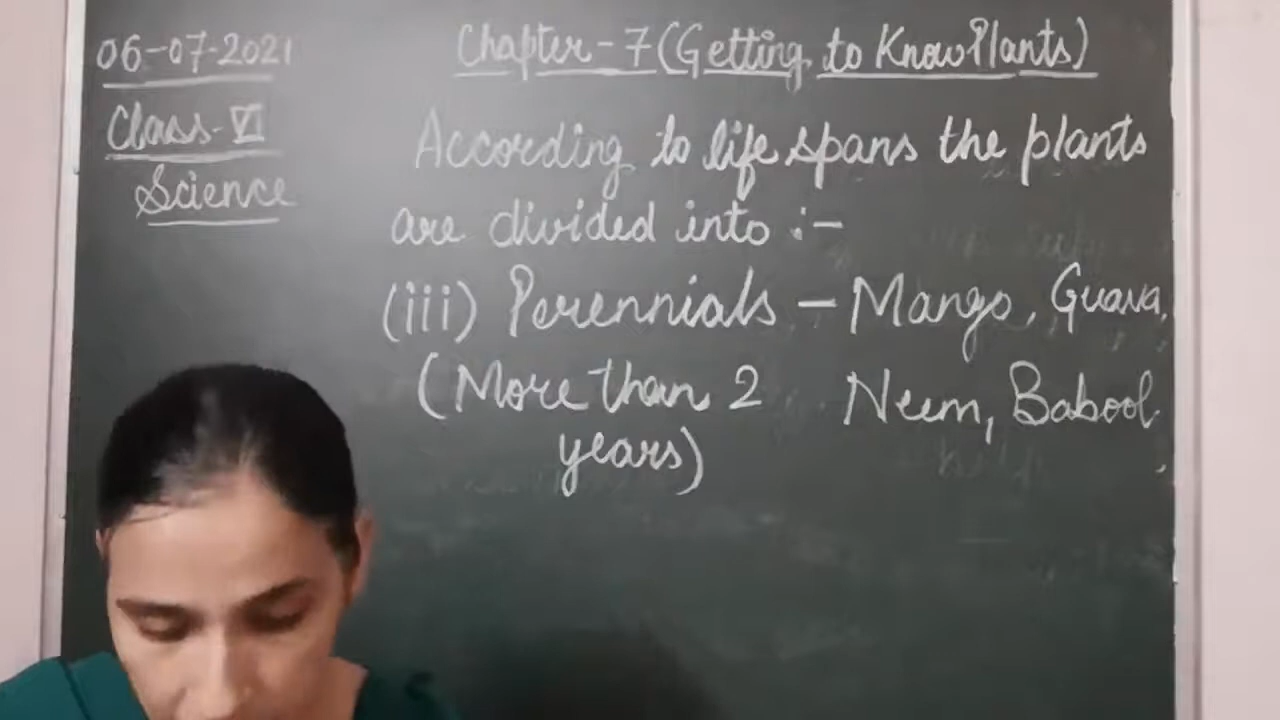 06-07-2021
Class-VI
Science
Chapter-7(Getting to Know Plants)
According to life spans the plants
are divided into :-
(iii) Perennials - Mango, Guava,
(More than 2 Neem, Babool
years)